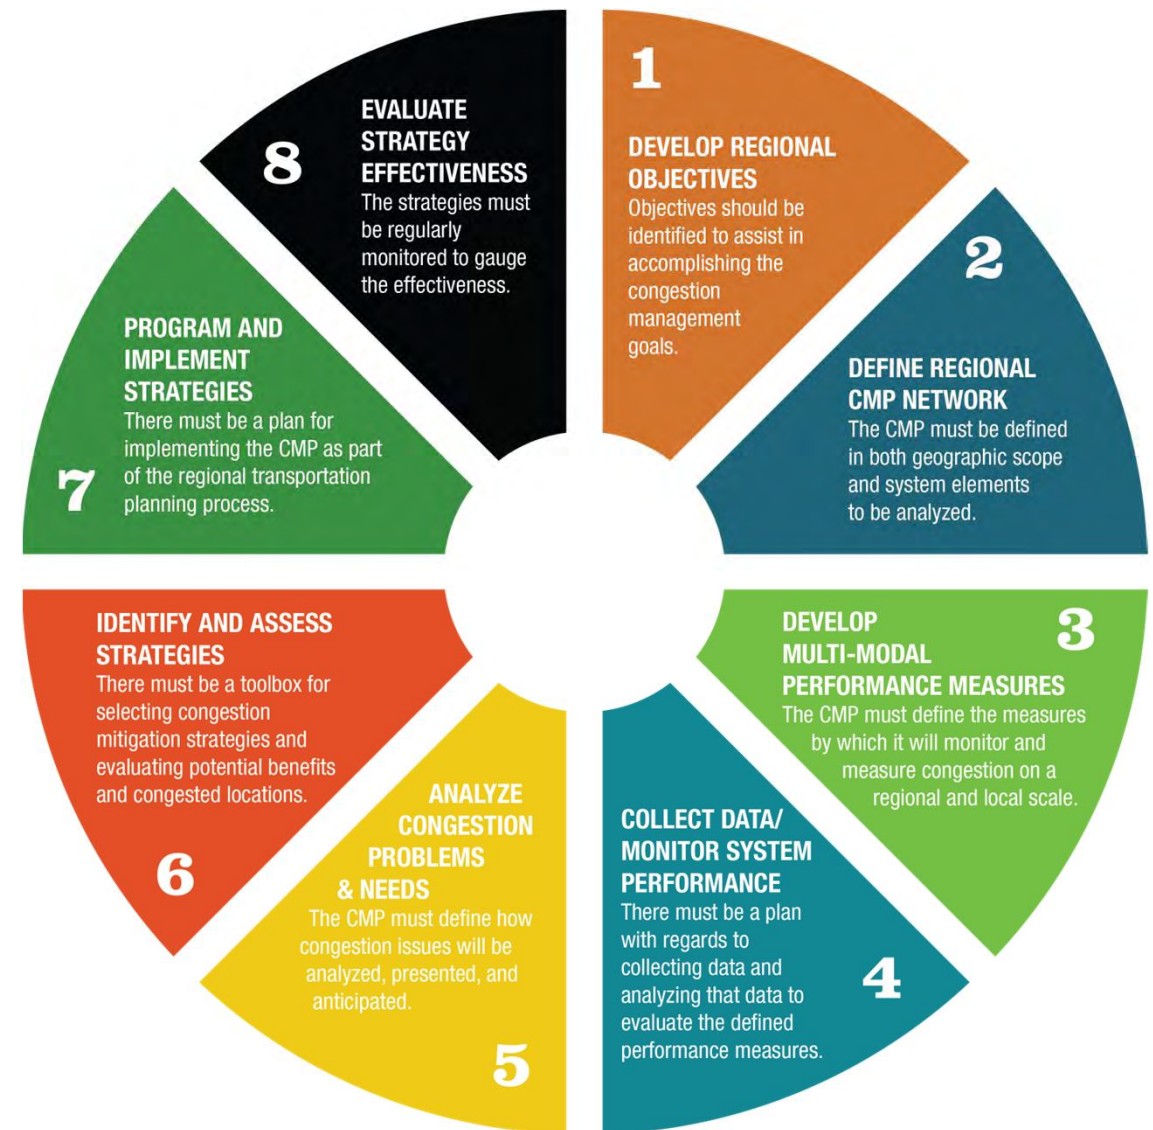 1
DEVELOP REGIONAL
OBJECTIVES
Objectives should be
identified to assist in
accomplishing the
congestion
management
goals.
2
DEFINE REGIONAL
CMP NETWORK
The CMP must be defined
in both geographic scope
and system elements
to be analyzed.
3
DEVELOP
MULTI-MODAL
PERFORMANCE MEASURES
The CMP must define the measures
by which it will monitor and
measure congestion on a
regional and local scale.
4
COLLECT DATA/
MONITOR SYSTEM
PERFORMANCE
There must be a plan
with regards to
collecting data and
analyzing that data to
evaluate the defined
performance measures.
5
ANALYZE
CONGESTION
PROBLEMS
& NEEDS
The CMP must define how
congestion issues will be
analyzed, presented, and
anticipated.
6
IDENTIFY AND ASSESS
STRATEGIES
There must be a toolbox for
selecting congestion
mitigation strategies and
evaluating potential benefits
and congested locations.
7
PROGRAM AND
IMPLEMENT
STRATEGIES
There must be a plan for
implementing the CMP as part
of the regional transportation
planning process.
8
EVALUATE
STRATEGY
EFFECTIVENESS
The strategies must
be regularly
monitored to gauge
the effectiveness.